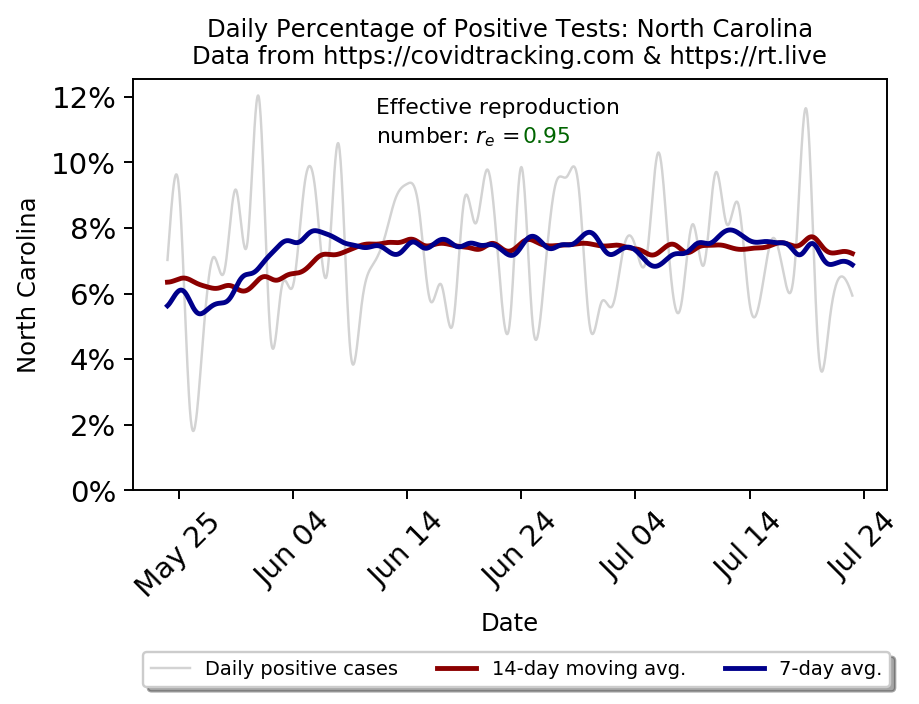 Daily Percentage of Positive Tests: North Carolina
Data from https://covidtracking.com & https://rt.live
Effective reproduction
number: rₑ = 0.95
North Carolina
12%
10%
8%
6%
4%
2%
0%
May 25
Jun 04
Jun 14
Jun 24
Jul 04
Jul 14
Jul 24
Date
Daily positive cases
14-day moving avg.
7-day avg.